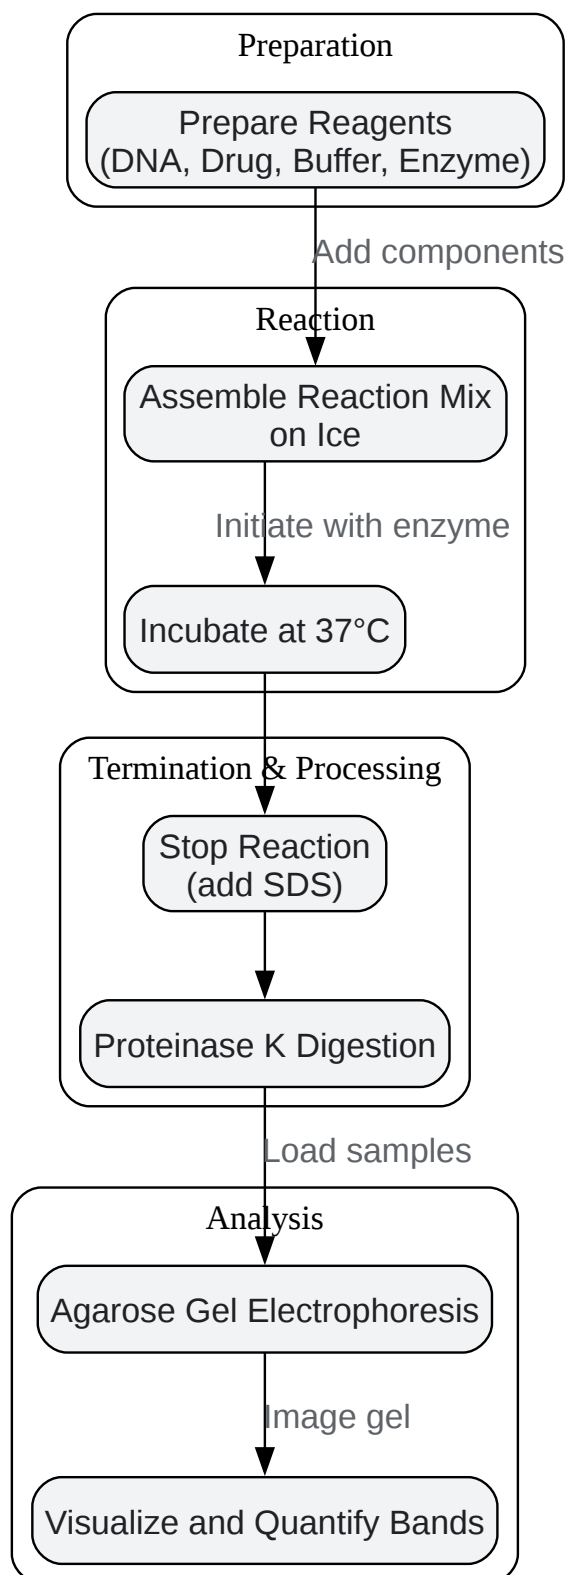 Preparation
Prepare Reagents
(DNA, Drug, Buffer, Enzyme)
Add components
Reaction
Assemble Reaction Mix
on Ice
Initiate with enzyme
Incubate at 37°C
Termination & Processing
Stop Reaction
(add SDS)
Proteinase K Digestion
Load samples
Analysis
Agarose Gel Electrophoresis
Image gel
Visualize and Quantify Bands